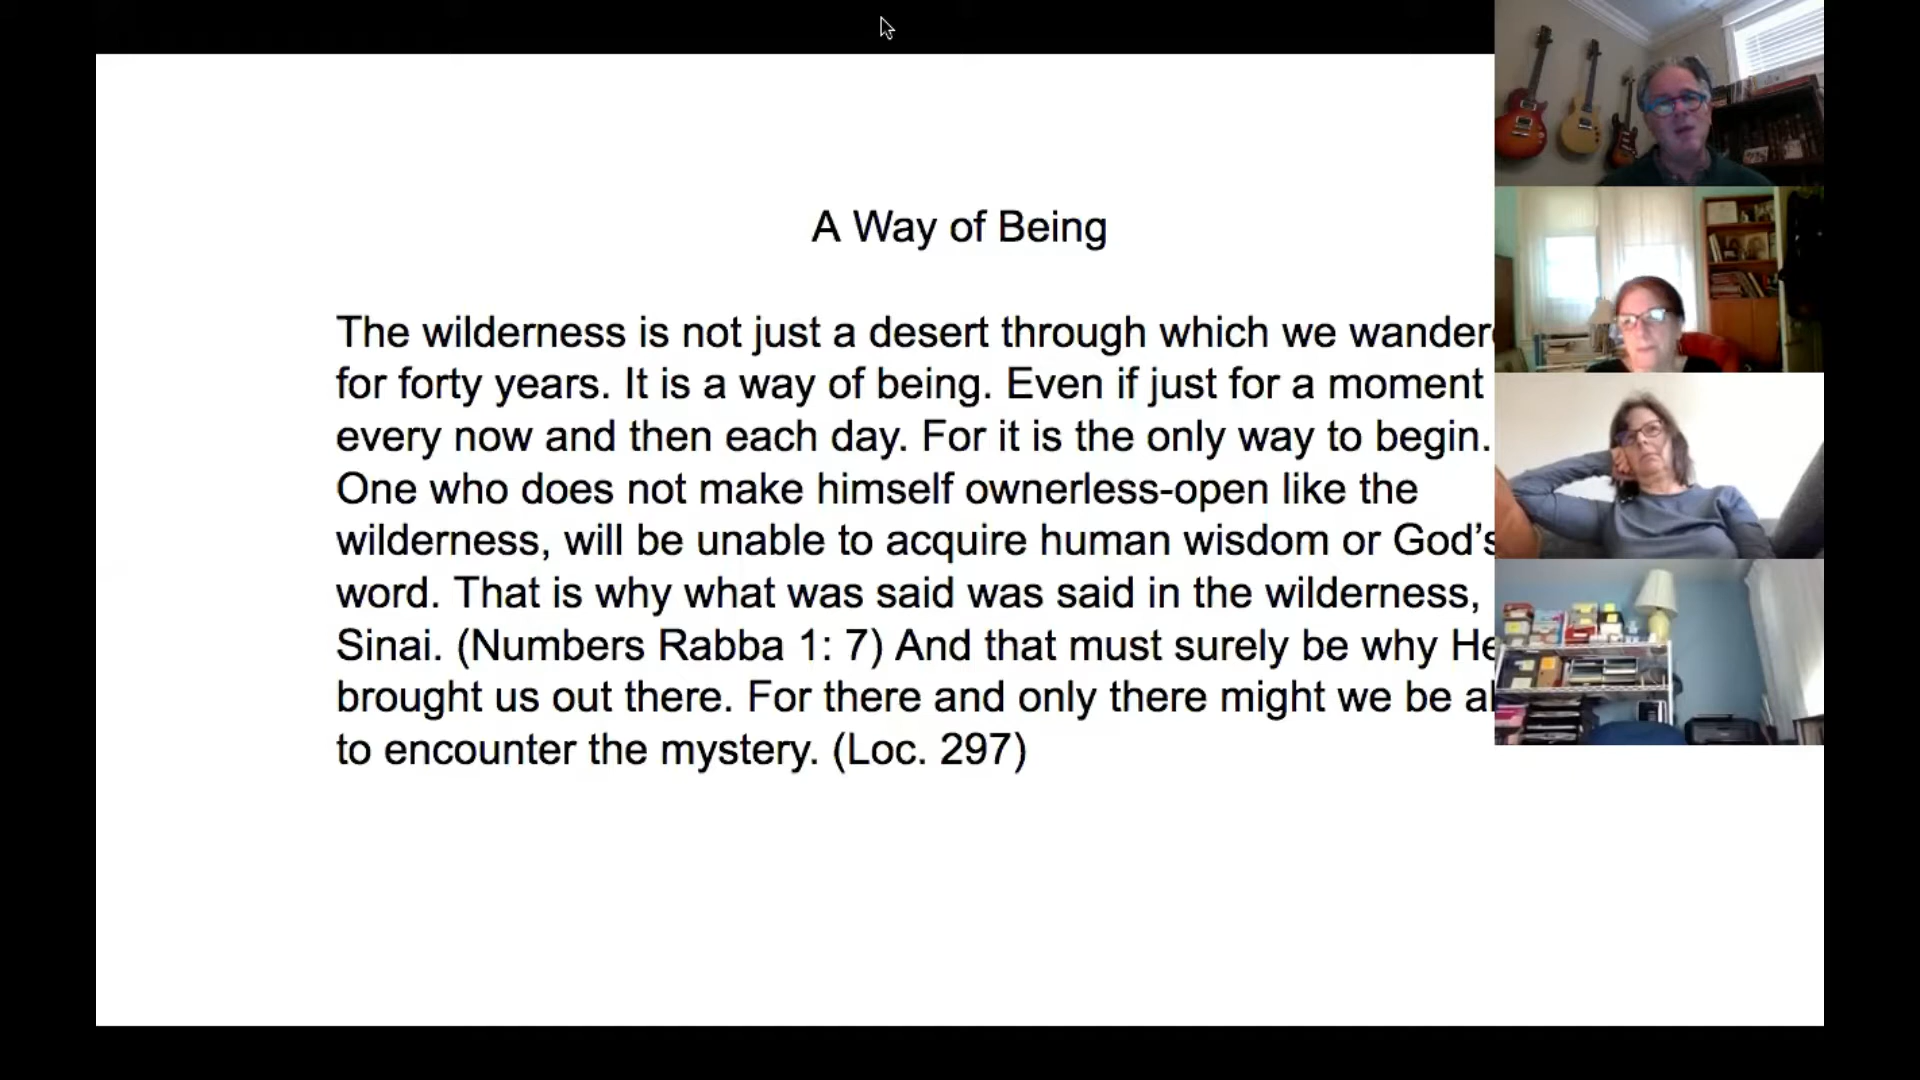 A Way of Being
The wilderness is not just a desert through which we wander
for forty years. It is a way of being. Even if just for a moment
every now and then each day. For it is the only way to begin.
One who does not make himself ownerless-open like the
wilderness, will be unable to acquire human wisdom or God's
word. That is why what was said was said in the wilderness,
Sinai. (Numbers Rabba 1: 7) And that must surely be why He
brought us out there. For there and only there might we be
to encounter the mystery. (Loc. 297)